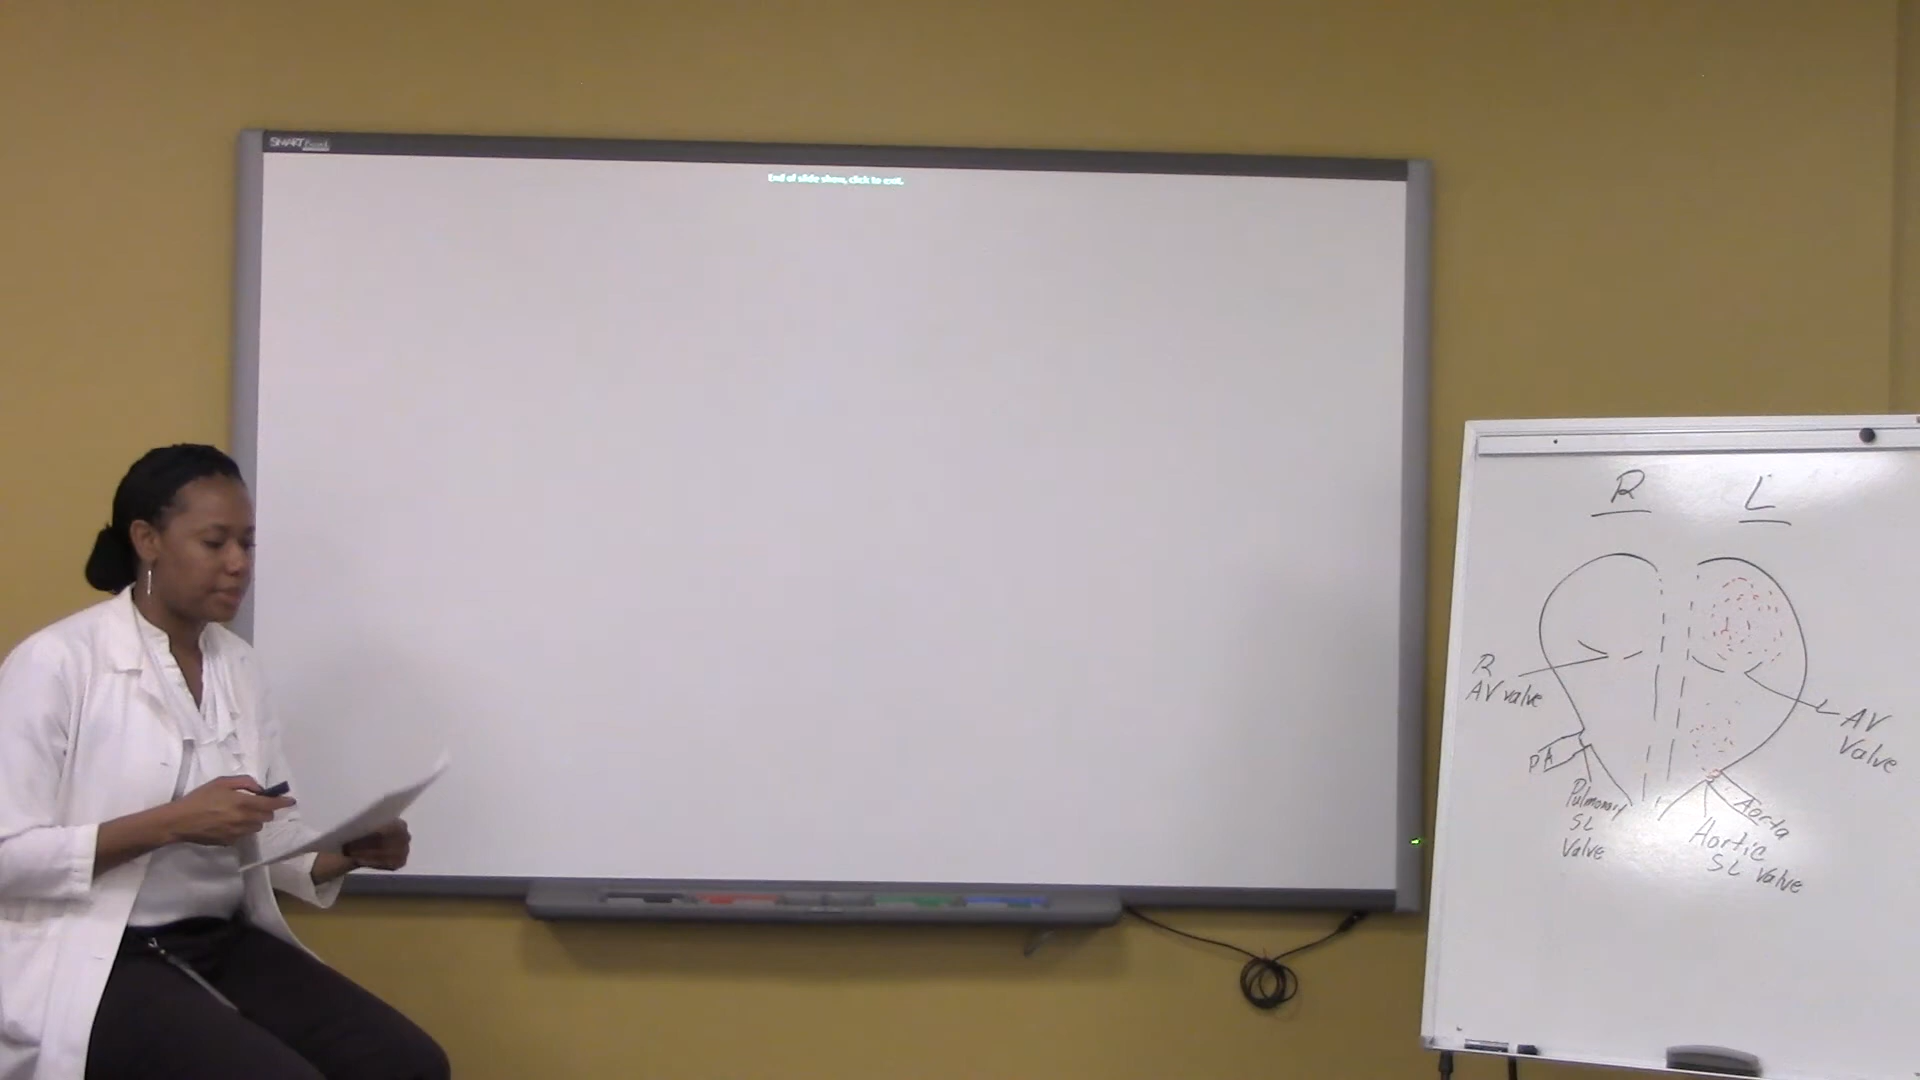 SMART Board
End of slide show, click to exit.
R
L
R
AV valve
L AV
Valve
PA
Pulmonary
SL
Valve
Aorta
Aortic
SL Valve